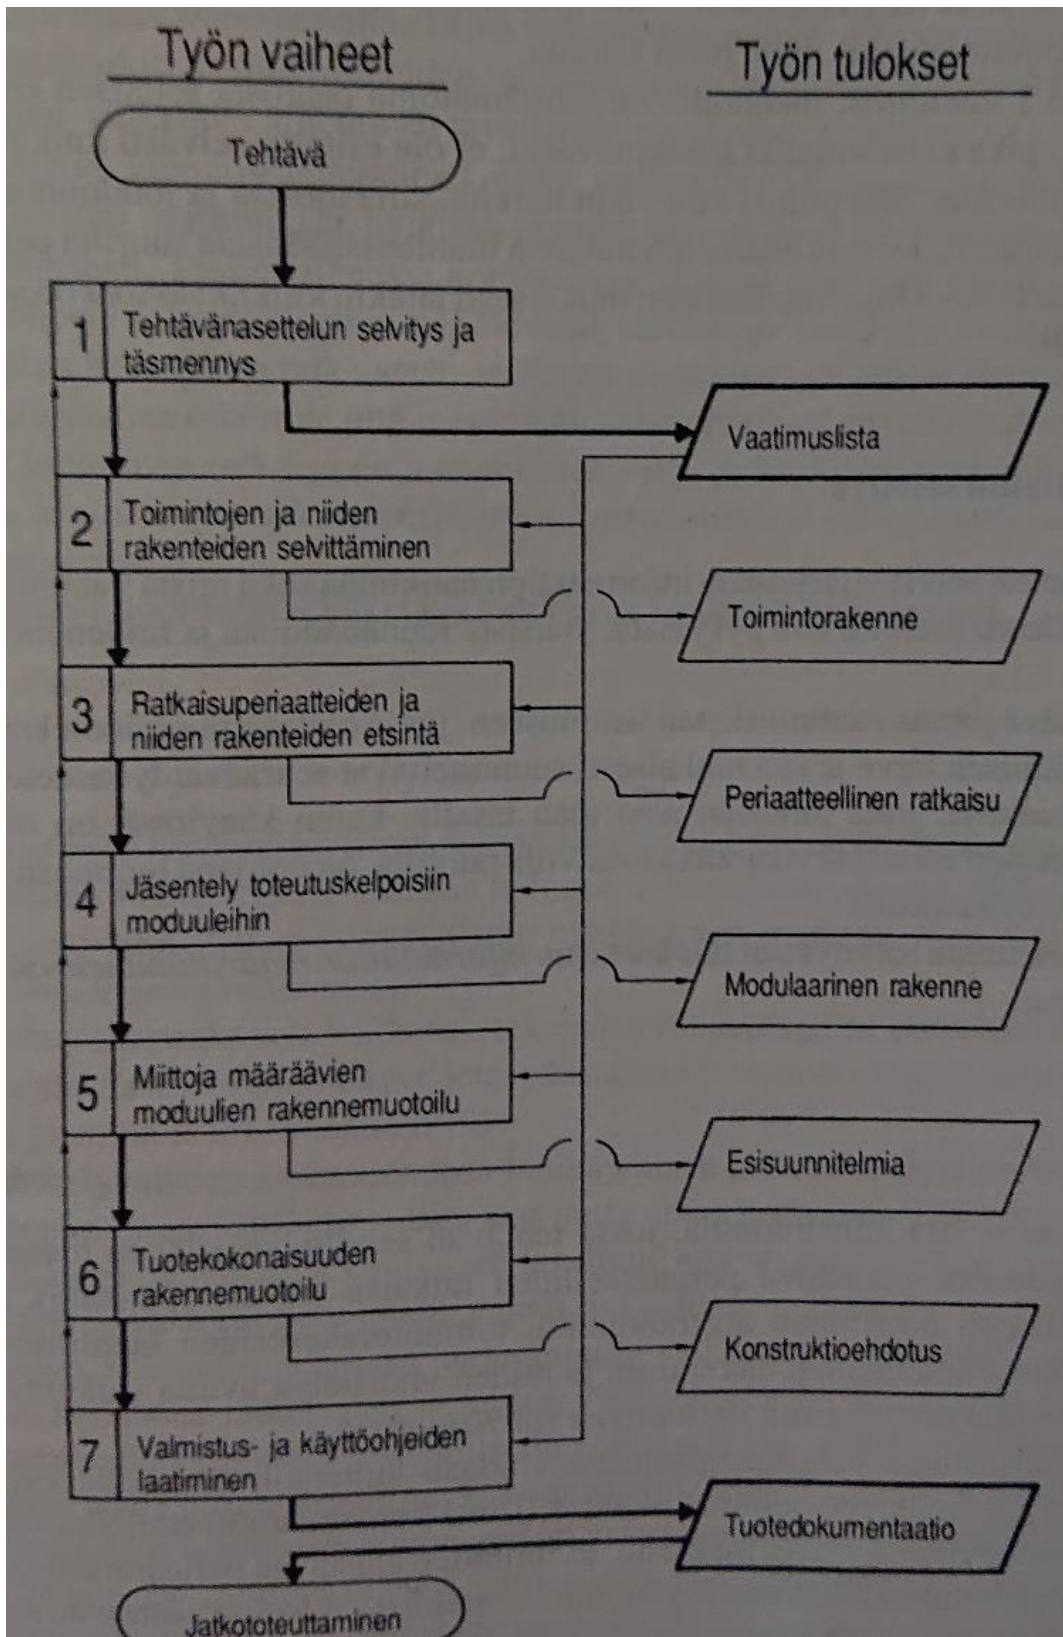 Työn vaiheet
Työn tulokset
Tehtävä
1
Tehtävänasettelun selvitys ja
täsmennys
Vaatimuslista
2
Toimintojen ja niiden
rakenteiden selvittäminen
Toimintorakenne
3
Ratkaisuperiaatteiden ja
niiden rakenteiden etsintä
Periaatteellinen ratkaisu
4
Jäsentely toteutuskelpoisiin
moduuleihin
Modulaarinen rakenne
5
Miittoja määräävien
moduulien rakennemuotoilu
Esisuunnitelmia
6
Tuotekokonaisuuden
rakennemuotoilu
Konstruktioehdotus
7
Valmistus- ja käyttöohjeiden
laatiminen
Tuotedokumentaatio
Jatkototeuttaminen